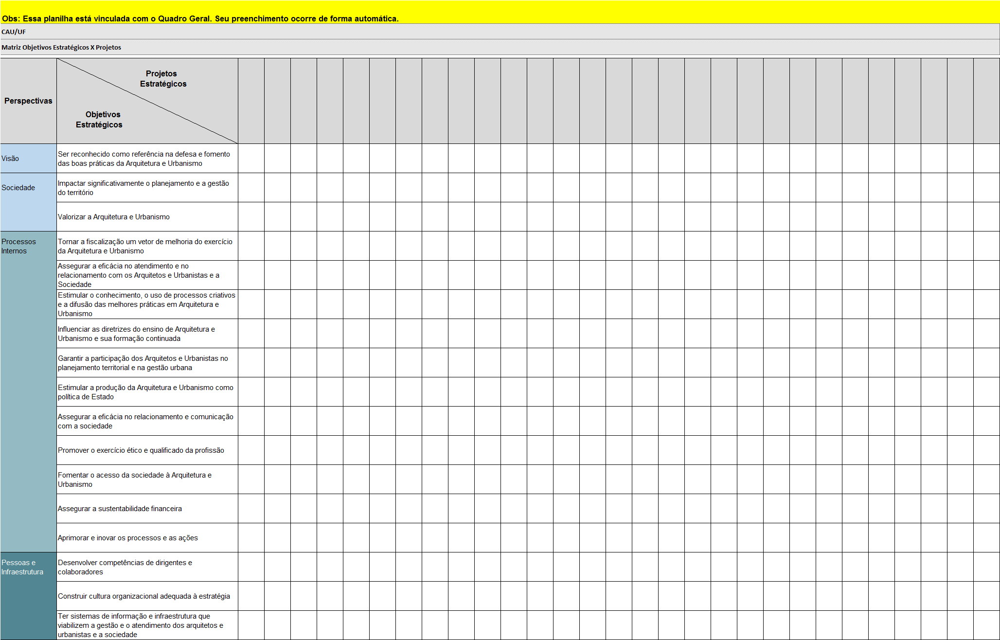 Obs: Essa planilha está vinculada com o Quadro Geral. Seu preenchimento ocorre de forma automática.
CAU/UF
Matriz Objetivos Estratégicos X Projetos
Projetos
Estratégicos
Perspectivas
Objetivos
Estratégicos
Visão
Ser reconhecido como referência na defesa e fomento
das boas práticas da Arquitetura e Urbanismo
Sociedade
Impactar significativamente o planejamento e a gestão
do território
Valorizar a Arquitetura e Urbanismo
Processos
Internos
Tornar a fiscalização um vetor de melhoria do exercício
da Arquitetura e Urbanismo
Assegurar a eficácia no atendimento e no
relacionamento com os Arquitetos e Urbanistas e a
Sociedade
Estimular o conhecimento, o uso de processos criativos
e a difusão das melhores práticas em Arquitetura e
Urbanismo
Influenciar as diretrizes do ensino de Arquitetura e
Urbanismo e sua formação continuada
Garantir a participação dos Arquitetos e Urbanistas no
planejamento territorial e na gestão urbana
Estimular a produção da Arquitetura e Urbanismo como
política de Estado
Assegurar a eficácia no relacionamento e comunicação
com a sociedade
Promover o exercício ético e qualificado da profissão
Fomentar o acesso da sociedade à Arquitetura e
Urbanismo
Assegurar a sustentabilidade financeira
Aprimorar e inovar os processos e as ações
Pessoas e
Infraestrutura
Desenvolver competências de dirigentes e
colaboradores
Construir cultura organizacional adequada à estratégia
Ter sistemas de informação e infraestrutura que
viabilizem a gestão e o atendimento dos arquitetos e
urbanistas e a sociedade